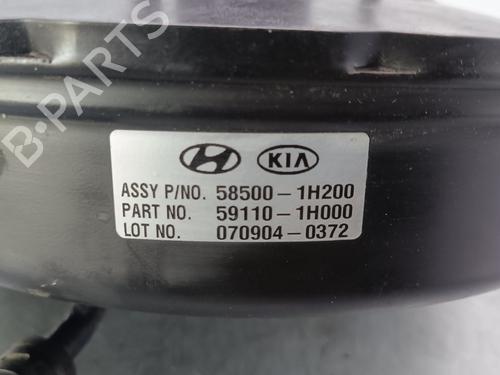 B-PARTS
KIA
ASSY P/NO. 58500-1H200
PART NO. 59110-1H000
LOT NO. 070904-0372